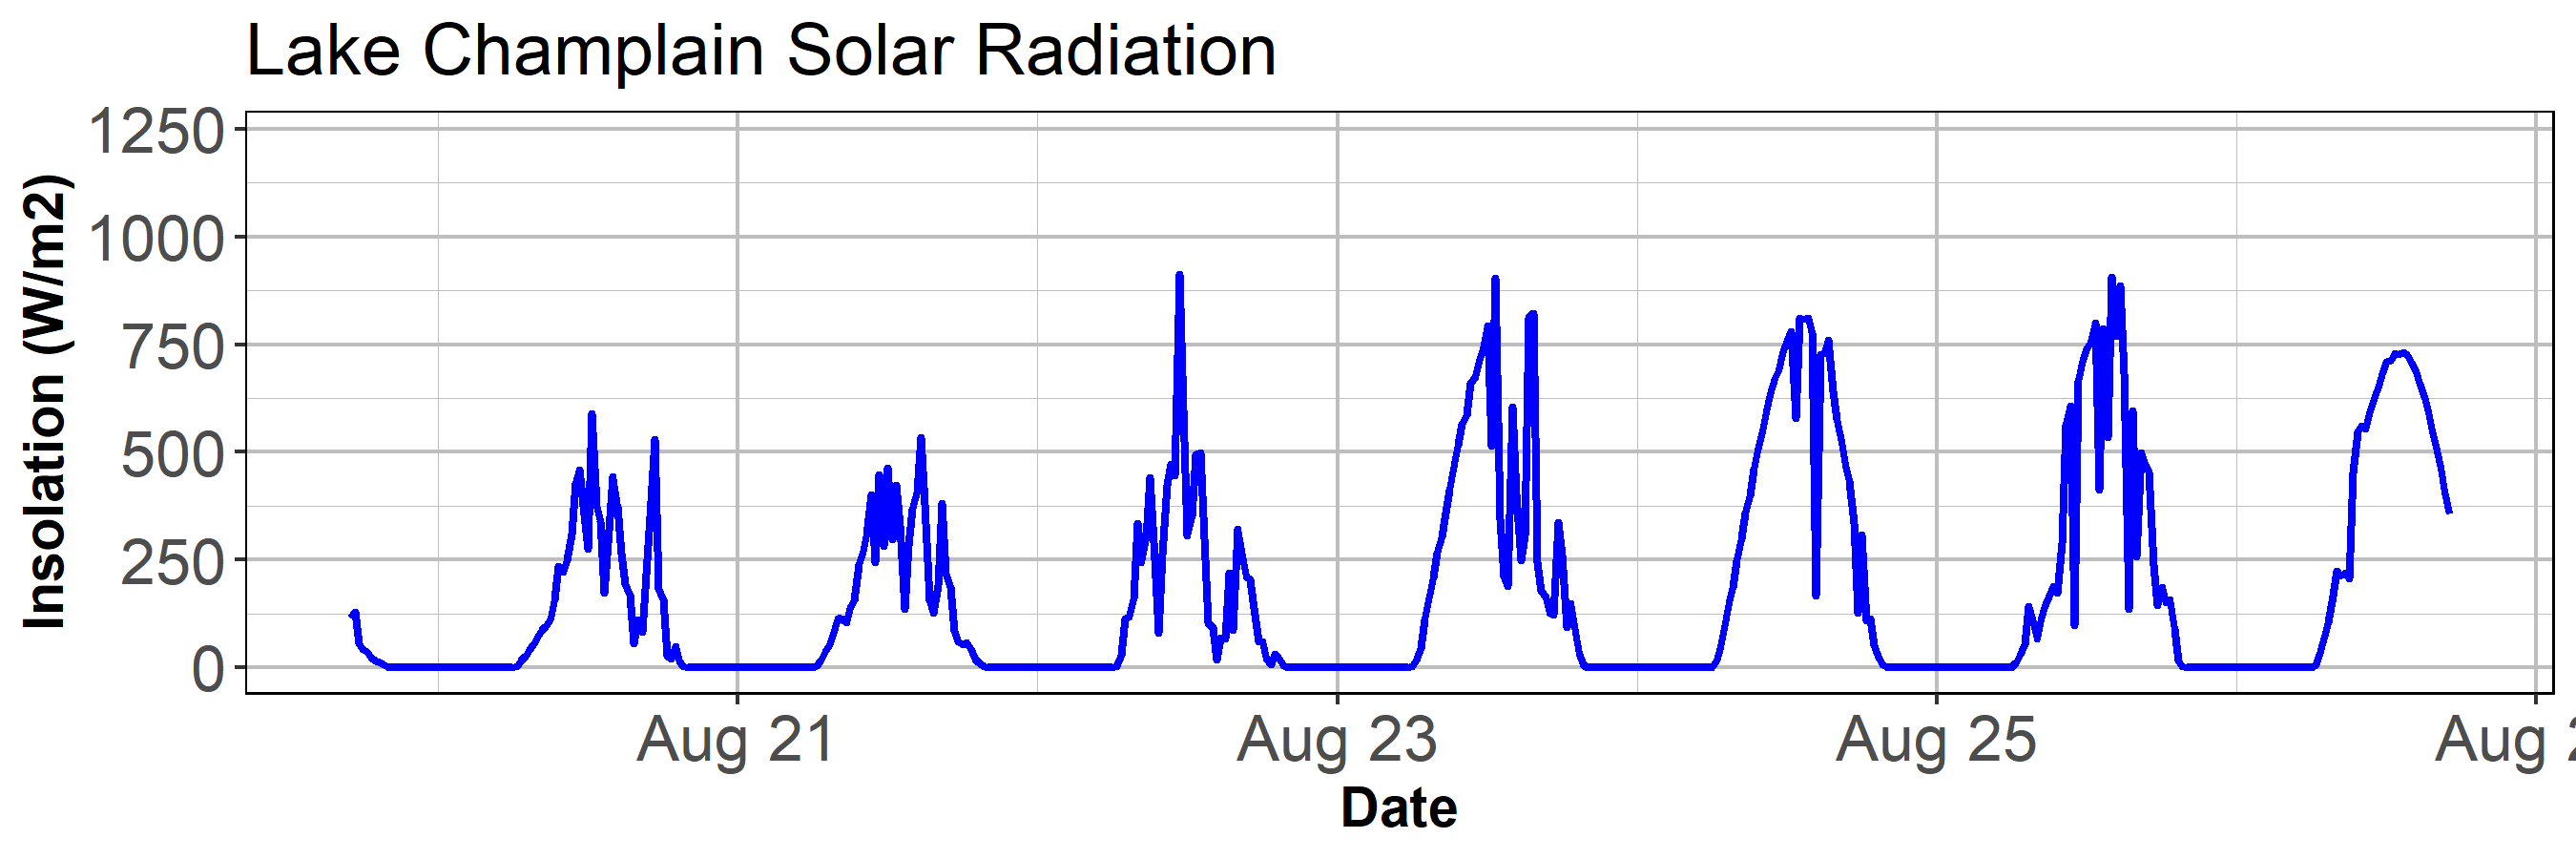 Lake Champlain Solar Radiation
1250
1000
750
500
250
0
Insolation (W/m2)
Aug 21
Aug 23
Aug 25
Aug
Date